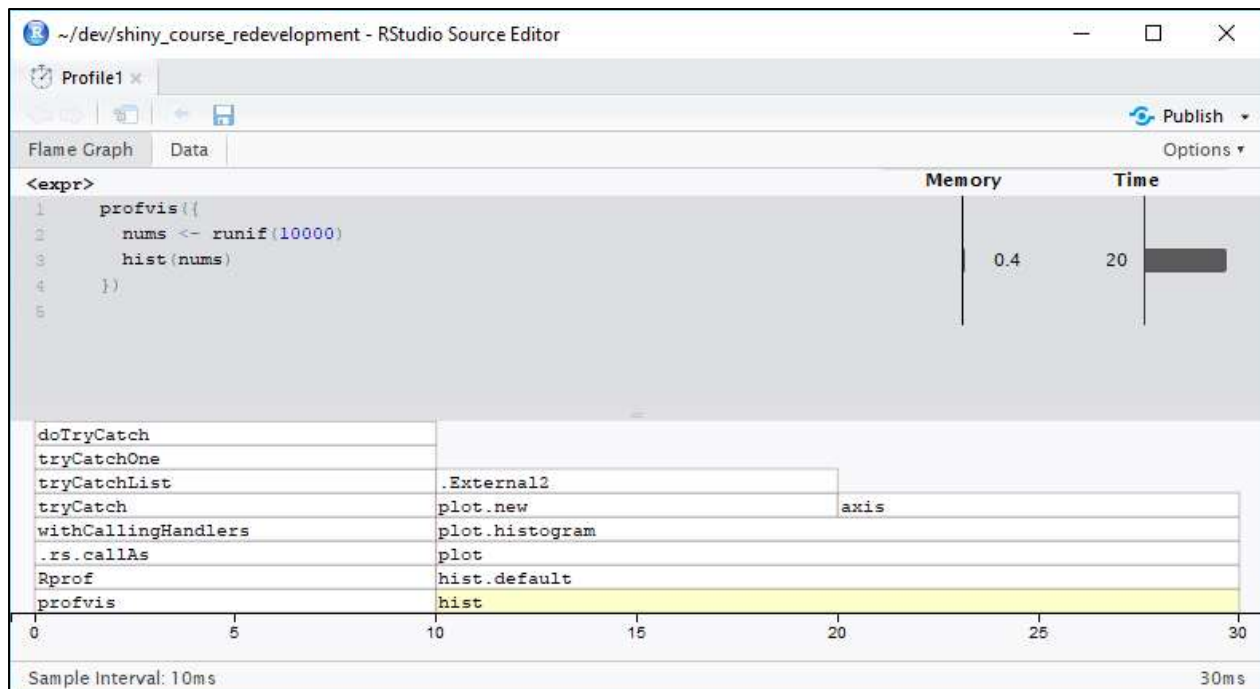 ~/dev/shiny_course_redevelopment - RStudio Source Editor
Profile1
Publish
Flame Graph Data Options
<expr> Memory Time
1 profvis({
2 nums <- runif(10000)
3 hist(nums) 0.4 20
4 })
5
doTryCatch
tryCatchOne
tryCatchList .External2
tryCatch plot.new axis
withCallingHandlers plot.histogram
.rs.callAs plot
Rprof hist.default
profvis hist
0 5 10 15 20 25 30
Sample Interval: 10ms 30ms